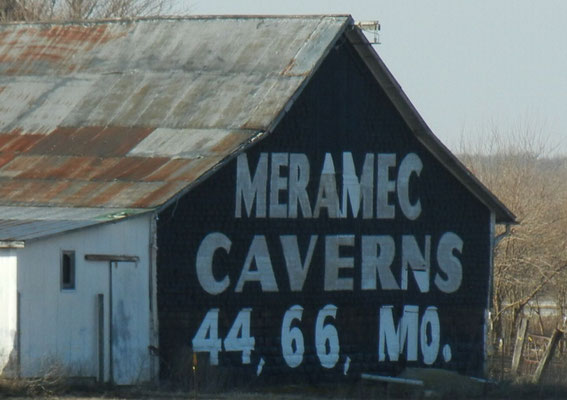 MERAMEC
CAVERNS
44, 66, MO.